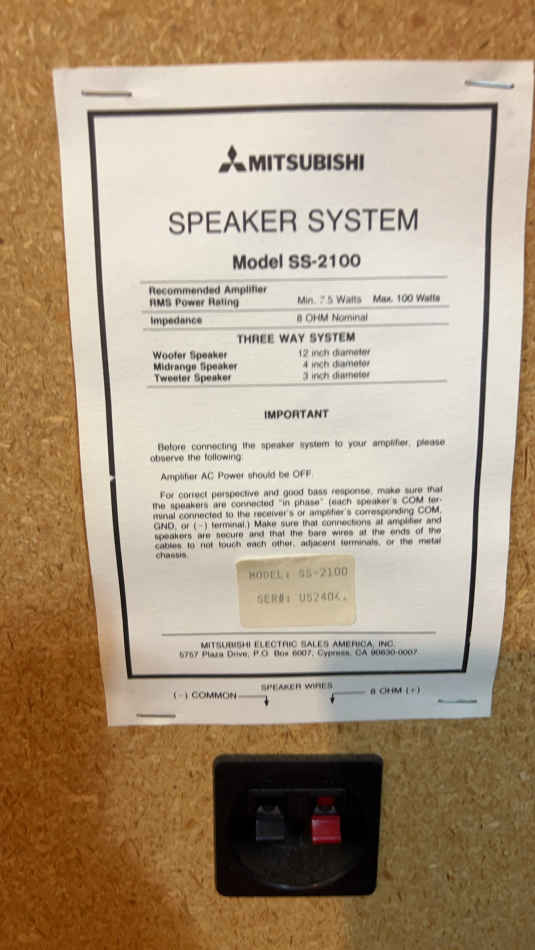 MITSUBISHI
SPEAKER SYSTEM
Model SS-2100
Recommended Amplifier
RMS Power Rating Min. 7.5 Watts Max. 100 Watts
Impedance 8 OHM Nominal
THREE WAY SYSTEM
Woofer Speaker 12 inch diameter
Midrange Speaker 4 inch diameter
Tweeter Speaker 3 inch diameter
IMPORTANT
Before connecting the speaker system to your amplifier, please
observe the following:
Amplifier AC Power should be OFF.
For correct perspective and good bass response, make sure that
the speakers are connected "in phase" (each speaker's COM ter-
minal connected to the receiver's or amplifier's corresponding COM,
GND, or (-) terminal.) Make sure that connections at amplifier and
speakers are secure and that the bare wires at the ends of the
cables to not touch each other, adjacent terminals, or the metal
chassis.
MODEL: SS-2100
SER#:
MITSUBISHI ELECTRIC SALES AMERICA, INC.
5757 Plaza Drive, P.O. Box 6007, Cypress, CA 90630-0007
SPEAKER WIRES
(-) COMMON 8 OHM (+)